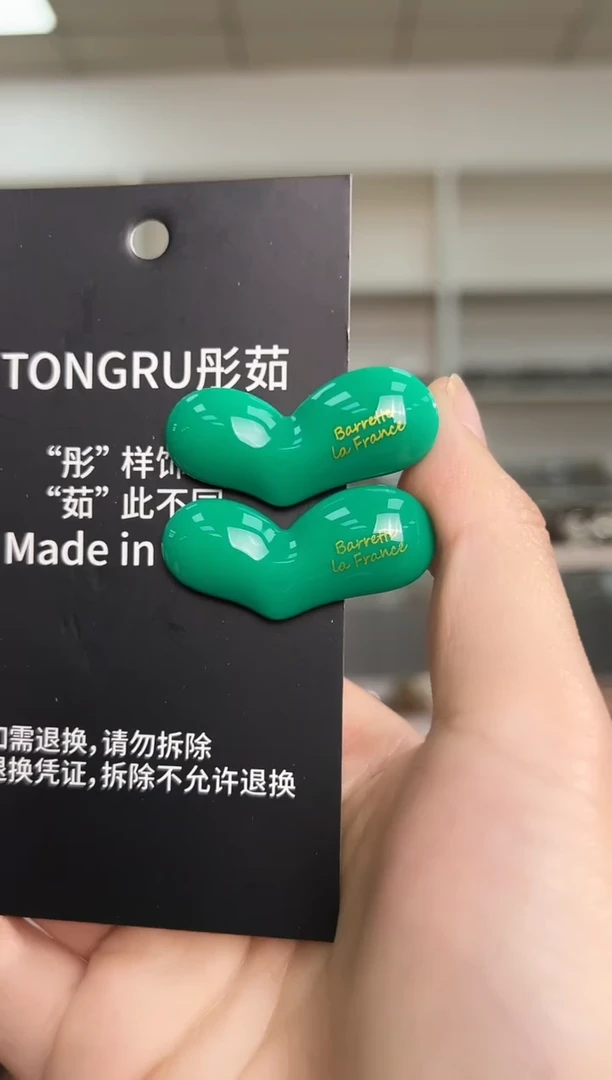 TONGRU彤茹
“彤”样饰
“茹”此不同
Made in
Barrette
la France
Barrette
la France
如需退换,请勿拆除
退换凭证,拆除不允许退换